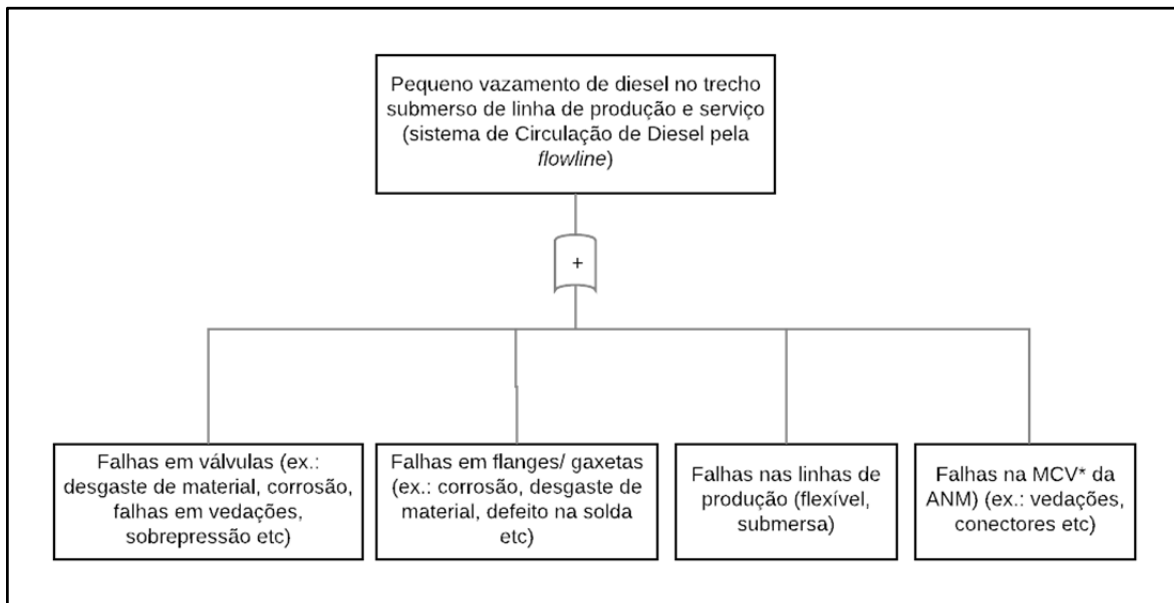 Pequeno vazamento de diesel no trecho
submerso de linha de produção e serviço
(sistema de Circulação de Diesel pela
flowline)
+
Falhas em válvulas (ex.:
desgaste de material, corrosão,
falhas em vedações,
sobrepressão etc)
Falhas em flanges/ gaxetas
(ex.: corrosão, desgaste de
material, defeito na solda
etc)
Falhas nas linhas de
produção (flexível,
submersa)
Falhas na MCV* da
ANM) (ex.: vedações,
conectores etc)